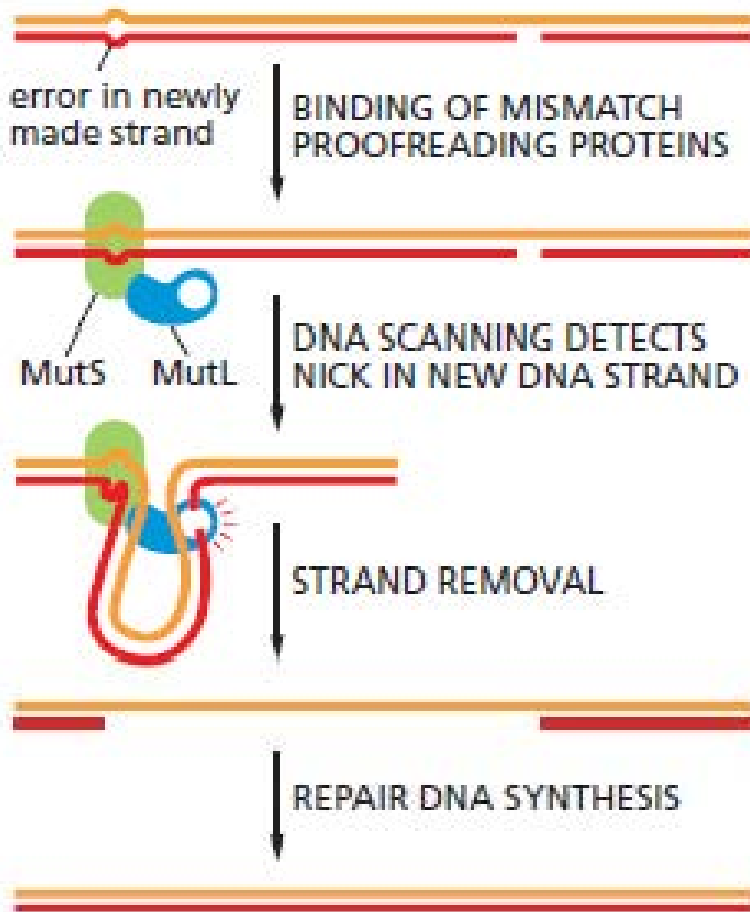 error in newly
made strand
BINDING OF MISMATCH
PROOFREADING PROTEINS
MutS
MutL
DNA SCANNING DETECTS
NICK IN NEW DNA STRAND
STRAND REMOVAL
REPAIR DNA SYNTHESIS